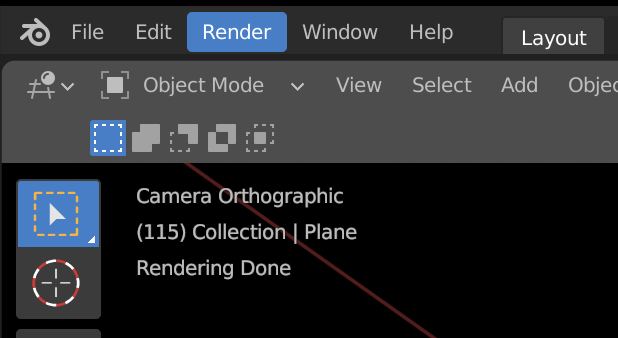 File Edit Render Window Help Layout
Object Mode View Select Add Objec
Camera Orthographic
(115) Collection | Plane
Rendering Done